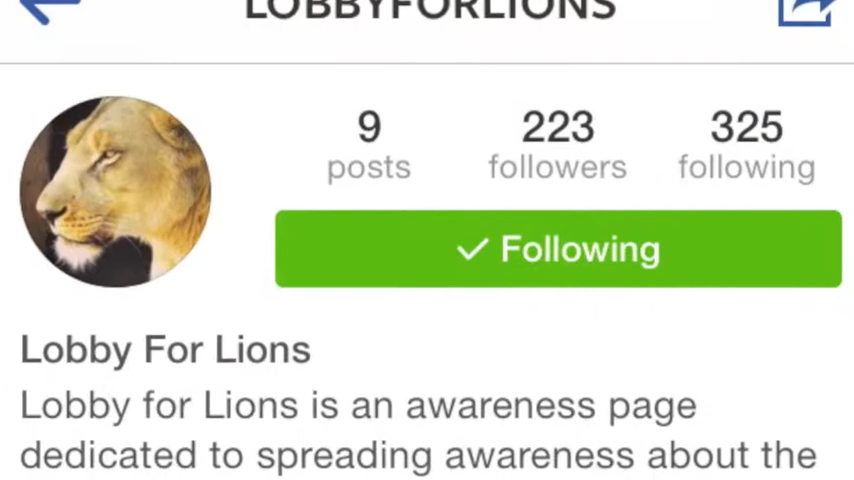 LOBBYFORLIONS
9 223 325
posts followers following
✓ Following
Lobby For Lions
Lobby for Lions is an awareness page
dedicated to spreading awareness about the